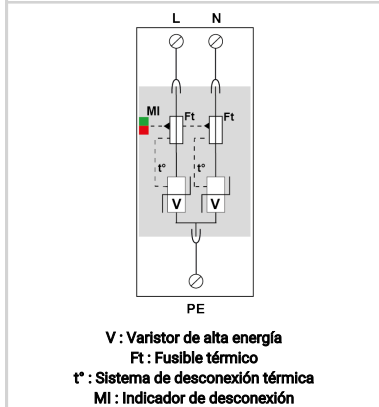 L N
MI Ft Ft
t° t°
V V
PE
V : Varistor de alta energía
Ft : Fusible térmico
t° : Sistema de desconexión térmica
MI : Indicador de desconexión